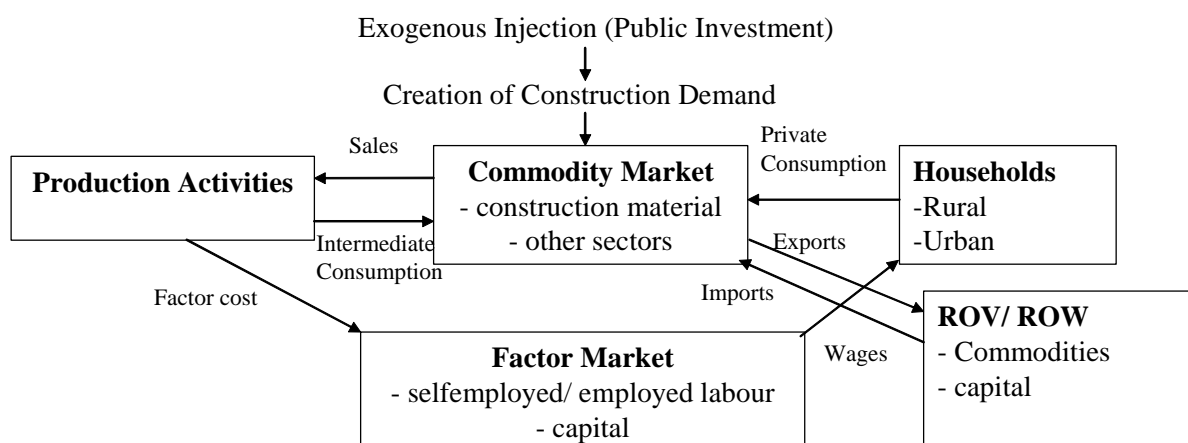 Exogenous Injection (Public Investment)
Creation of Construction Demand
Sales
Private
Consumption
Production Activities
Commodity Market
- construction material
- other sectors
Households
-Rural
-Urban
Intermediate
Consumption
Exports
Factor cost
Imports
ROV/ ROW
- Commodities
- capital
Factor Market
- selfemployed/ employed labour
- capital
Wages